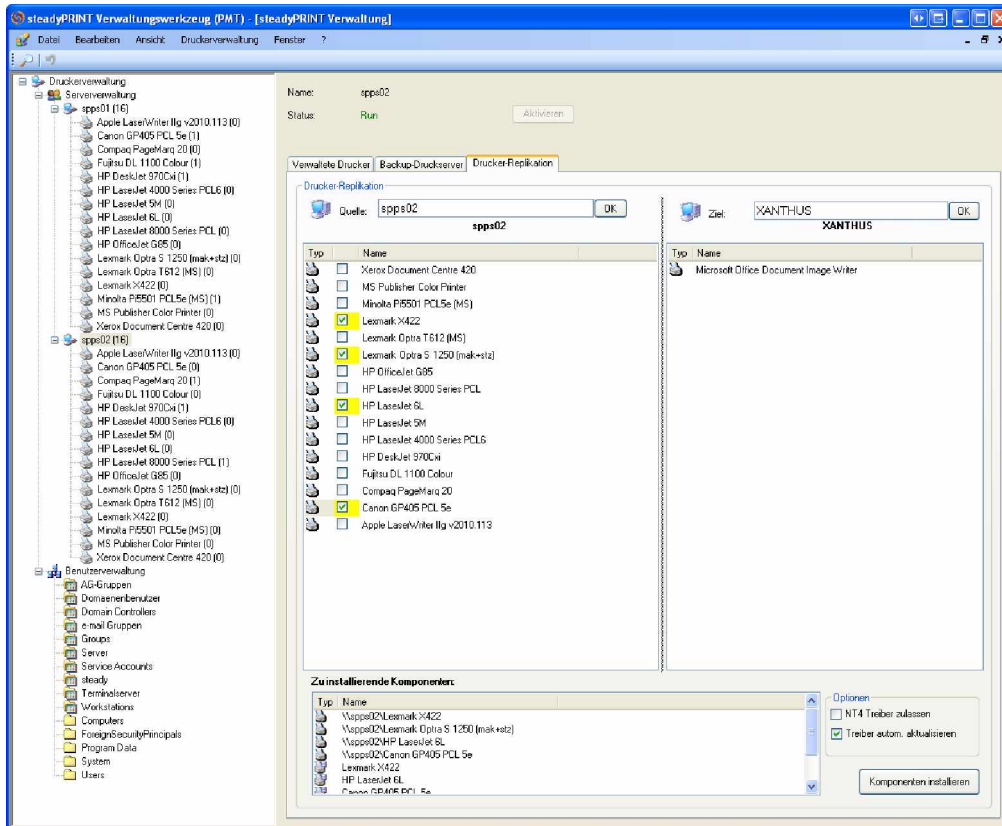 steadyPRINT Verwaltungswerkzeug (PMT) - [steadyPRINT Verwaltung]
Datei Bearbeiten Ansicht Druckerverwaltung Fenster ?
Druckerverwaltung
Serververwaltung
spps01 (16)
Apple LaserWriter IIg v2010.113 (0)
Canon GP405 PCL 5e (1)
Compaq PageMarq 20 (0)
Fujitsu DL 1100 Colour (1)
HP DeskJet 970Cxi (1)
HP LaserJet 4000 Series PCL6 (0)
HP LaserJet 5M (0)
HP LaserJet 6L (0)
HP LaserJet 8000 Series PCL (0)
HP OfficeJet G85 (0)
Lexmark Optra S 1250 (mak+stz) (0)
Lexmark Optra T612 (MS) (0)
Lexmark X422 (0)
Minolta Pi5501 PCL5e (MS) (1)
MS Publisher Color Printer (0)
Xerox Document Centre 420 (0)
spps02 (16)
Apple LaserWriter IIg v2010.113 (0)
Canon GP405 PCL 5e (0)
Compaq PageMarq 20 (1)
Fujitsu DL 1100 Colour (0)
HP DeskJet 970Cxi (1)
HP LaserJet 4000 Series PCL6 (0)
HP LaserJet 5M (0)
HP LaserJet 6L (0)
HP LaserJet 8000 Series PCL (1)
HP OfficeJet G85 (0)
Lexmark Optra S 1250 (mak+stz) (0)
Lexmark Optra T612 (MS) (0)
Lexmark X422 (0)
Minolta Pi5501 PCL5e (MS) (0)
MS Publisher Color Printer (0)
Xerox Document Centre 420 (0)
Benutzerverwaltung
AG-Gruppen
Domaenenbenutzer
Domain Controllers
e-mail Gruppen
Groups
Server
Service Accounts
steady
Terminalserver
Workstations
Computers
ForeignSecurityPrincipals
Program Data
System
Users
Name: spps02
Status: Run Aktivieren
Verwaltete Drucker Backup-Druckserver Drucker-Replikation
Drucker-Replikation
Quelle: spps02 OK
spps02
Typ Name
Xerox Document Centre 420
MS Publisher Color Printer
Minolta Pi5501 PCL5e (MS)
Lexmark X422
Lexmark Optra T612 (MS)
Lexmark Optra S 1250 (mak+stz)
HP OfficeJet G85
HP LaserJet 8000 Series PCL
HP LaserJet 6L
HP LaserJet 5M
HP LaserJet 4000 Series PCL6
HP DeskJet 970Cxi
Fujitsu DL 1100 Colour
Compaq PageMarq 20
Canon GP405 PCL 5e
Apple LaserWriter IIg v2010.113
Ziel: XANTHUS OK
XANTHUS
Typ Name
Microsoft Office Document Image Writer
Zu installierende Komponenten:
Typ Name
\\spps02\Lexmark X422
\\spps02\Lexmark Optra S 1250 (mak+stz)
\\spps02\HP LaserJet 6L
\\spps02\Canon GP405 PCL 5e
Lexmark X422
HP LaserJet 6L
Canon GP405 PCL 5e
Optionen
NT4 Treiber zulassen
Treiber autom. aktualisieren
Komponenten installieren